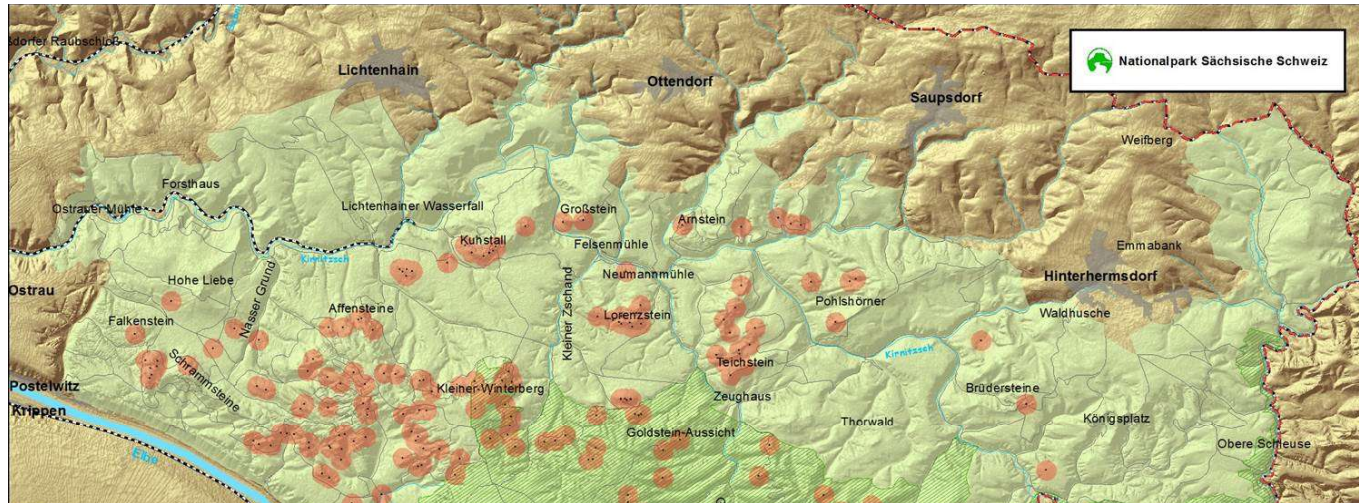 Raubschloß
Lichtenhain
Ottendorf
Saupsdorf
Nationalpark Sächsische Schweiz
Weifberg
Forsthaus
Ostrauer Mühle
Lichtenhainer Wasserfall
Großstein
Arnstein
Kuhstall
Felsenmühle
Emmabank
Kirnitzsch
Neumannmühle
Hinterhermsdorf
Hohe Liebe
Ostrau
Nasser Grund
Affensteine
Kleiner Zschand
Lorenzstein
Pohlshörner
Waldhusche
Falkenstein
Kirnitzsch
Schrammsteine
Teichstein
Postelwitz
Kleiner-Winterberg
Zeughaus
Brüdersteine
Krippen
Goldstein-Aussicht
Thorwald
Königsplatz
Obere Schleuse
Elbe